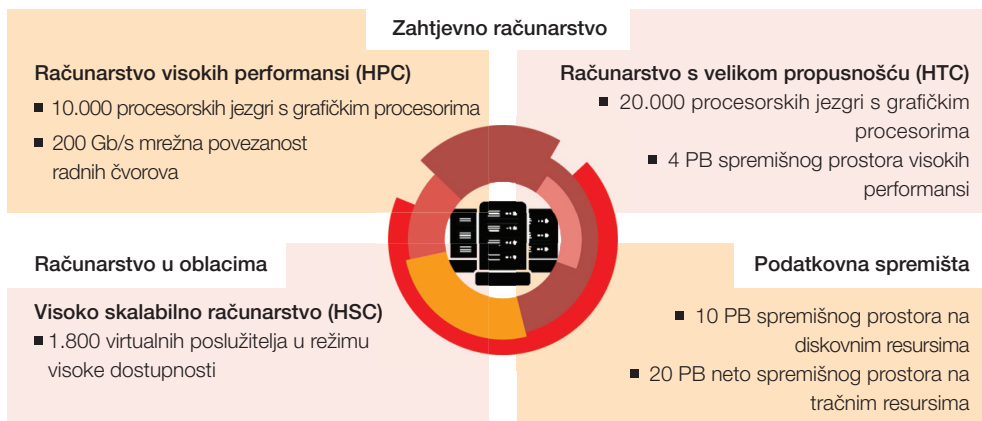 Zahtjevno računarstvo
Računarstvo visokih performansi (HPC)
■ 10.000 procesorskih jezgri s grafičkim procesorima
■ 200 Gb/s mrežna povezanost
radnih čvorova
Računarstvo s velikom propusnošću (HTC)
■ 20.000 procesorskih jezgri s grafičkim
procesorima
■ 4 PB spremišnog prostora visokih
performansi
Računarstvo u oblacima
Visoko skalabilno računarstvo (HSC)
■ 1.800 virtualnih poslužitelja u režimu
visoke dostupnosti
Podatkovna spremišta
■ 10 PB spremišnog prostora na
diskovnim resursima
■ 20 PB neto spremišnog prostora na
tračnim resursima